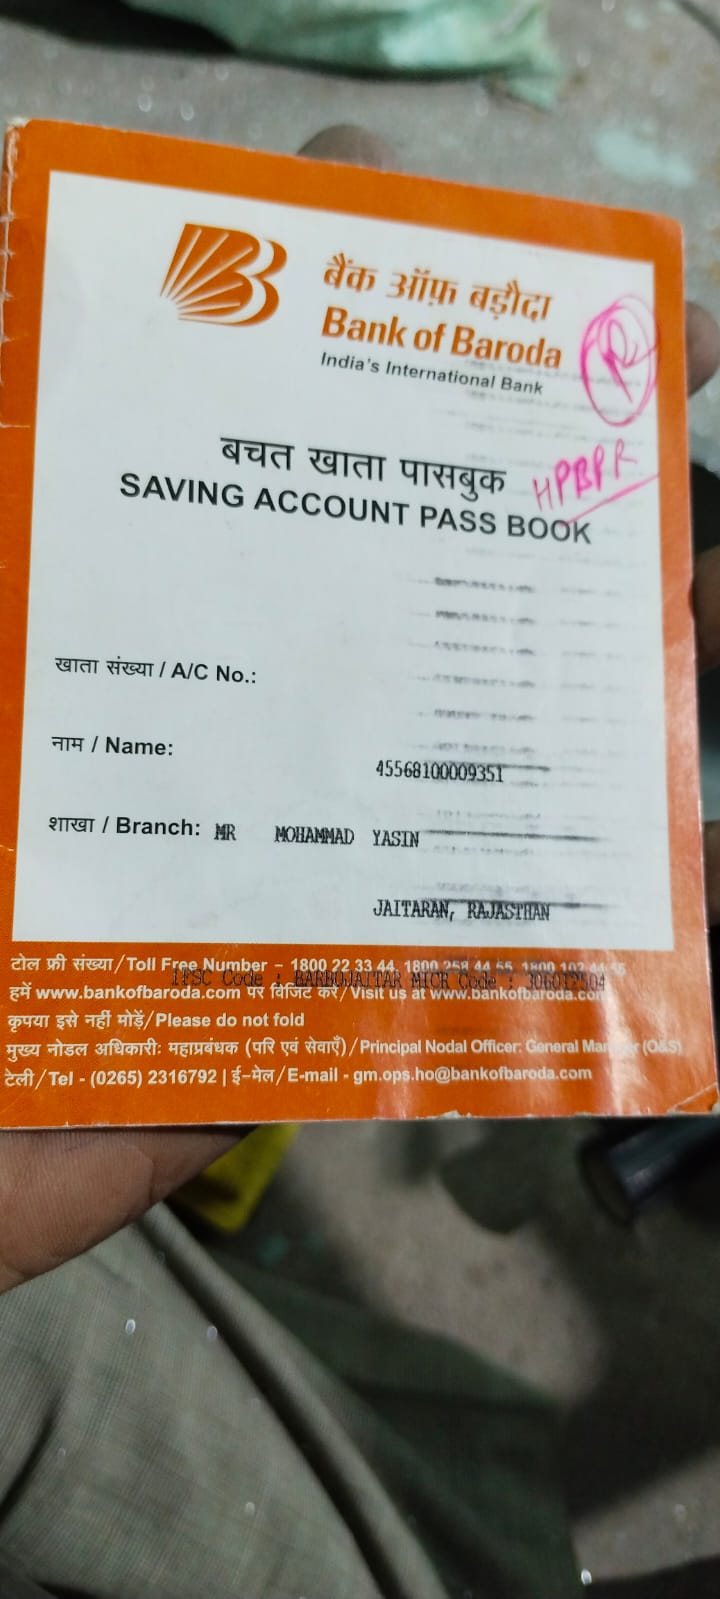 बैंक ऑफ़ बड़ौदा
Bank of Baroda
India's International Bank
बचत खाता पासबुक
HPBPR
SAVING ACCOUNT PASS BOOK
खाता संख्या / A/C No.:
नाम / Name:
45568100009351
शाखा / Branch: MR MOHAMMAD YASIN
JAITARAN, RAJASTHAN
टोल फ्री संख्या/Toll Free Number – 1800 22 33 44, 1800 258 44 55, 1800 102 44 55
IFSC Code : BARB0JAITAR MICR Code : 306012504
हमें www.bankofbaroda.com पर विजिट करें/Visit us at www.bankofbaroda.com
कृपया इसे नहीं मोड़ें/Please do not fold
मुख्य नोडल अधिकारीः महाप्रबंधक (परि एवं सेवाएँ)/Principal Nodal Officer: General Manager (O&S)
टेली/Tel - (0265) 2316792 | ई-मेल/E-mail - gm.ops.ho@bankofbaroda.com